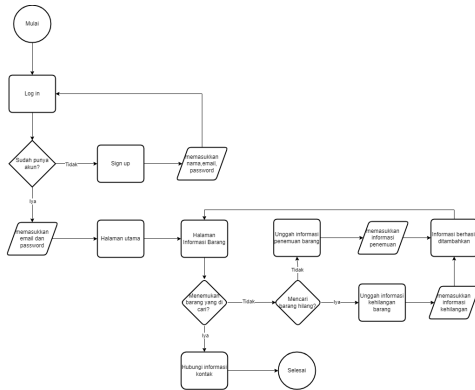 Mulai
Log in
Sudah punya
akun?
Tidak
Sign up
memasukkan
nama,email,
password
Iya
memasukkan
email dan
password
Halaman utama
Halaman
Informasi Barang
Unggah informasi
penemuan barang
memasukkan
informasi
penemuan
Informasi berhasil
ditambahkan
Tidak
Menemukan
barang yang di
cari?
Tidak
Mencari
barang hilang?
Iya
Unggah informasi
kehilangan
barang
memasukkan
informasi
kehilangan
Iya
Hubungi informasi
kontak
Selesai